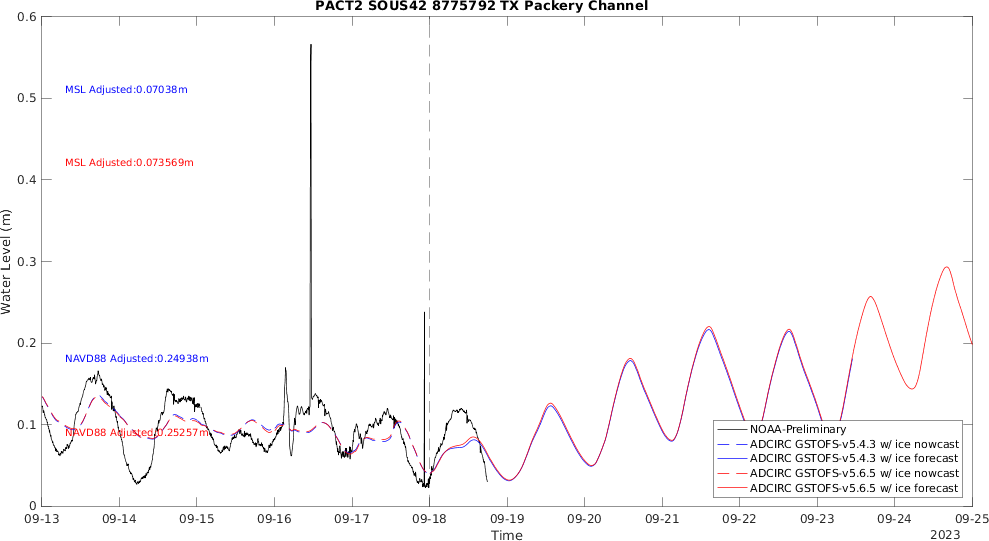 PACT2 SOUS42 8775792 TX Packery Channel
0.6
0.5
0.4
0.3
0.2
0.1
0
Water Level (m)
MSL Adjusted:0.07038m
MSL Adjusted:0.073569m
NAVD88 Adjusted:0.24938m
NAVD88 Adjusted:0.25257m
NOAA-Preliminary
ADCIRC GSTOFS-v5.4.3 w/ ice nowcast
ADCIRC GSTOFS-v5.4.3 w/ ice forecast
ADCIRC GSTOFS-v5.6.5 w/ ice nowcast
ADCIRC GSTOFS-v5.6.5 w/ ice forecast
09-13 09-14 09-15 09-16 09-17 09-18 09-19 09-20 09-21 09-22 09-23 09-24 09-25
Time
2023